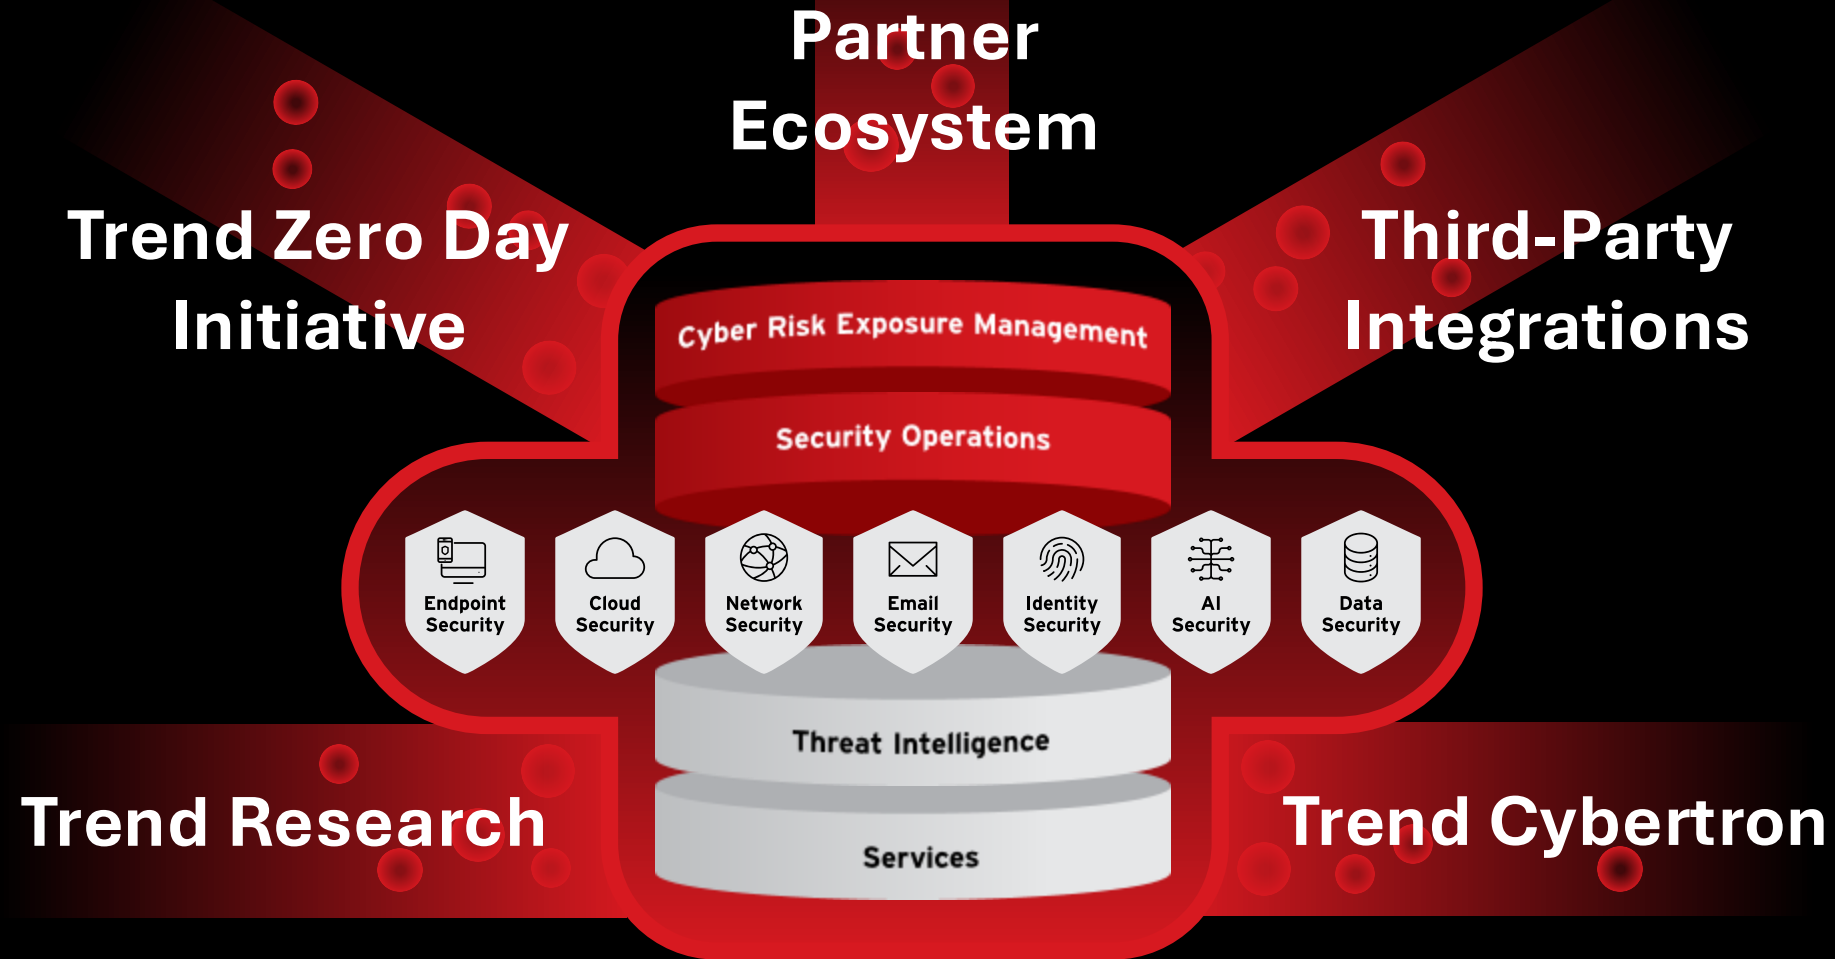 Partner
Ecosystem
Trend Zero Day
Initiative
Third-Party
Integrations
Cyber Risk Exposure Management
Security Operations
Endpoint
Security
Cloud
Security
Network
Security
Email
Security
Identity
Security
AI
Security
Data
Security
Threat Intelligence
Trend Research
Trend Cybertron
Services